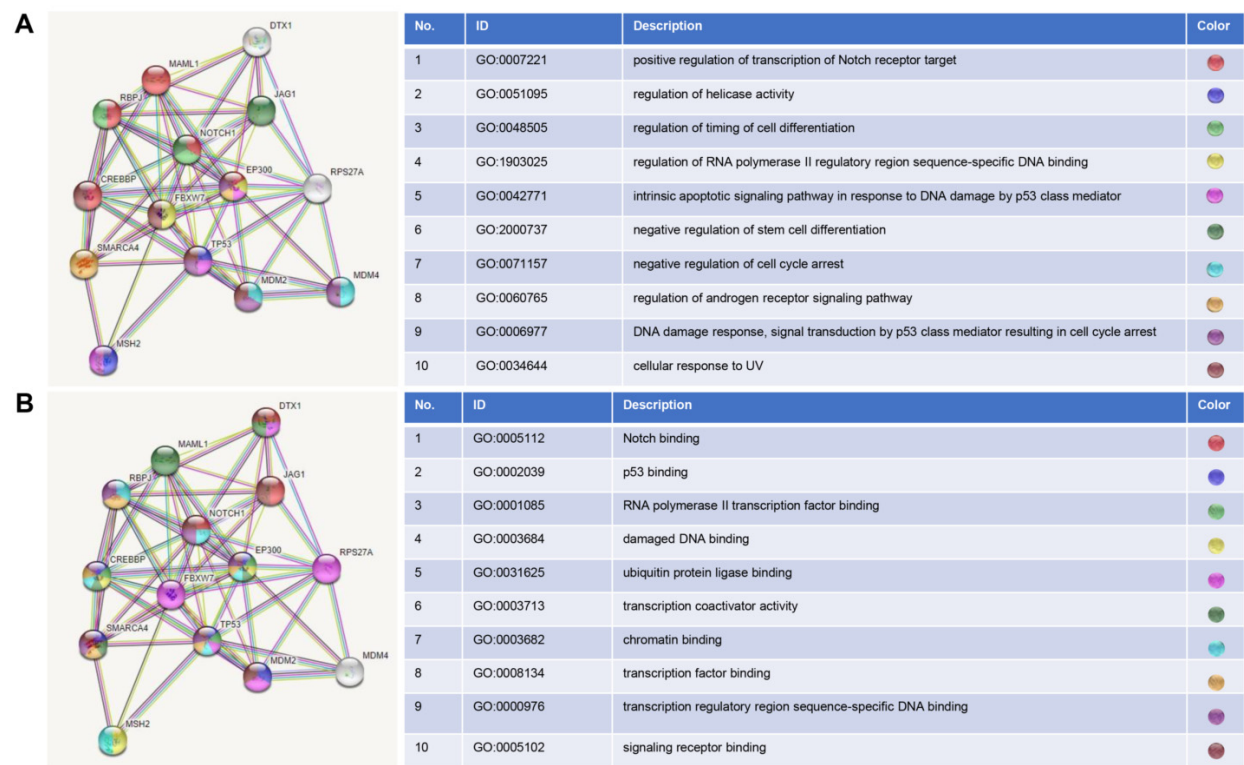 A
DTX1
MAML1
RBPJ
JAG1
NOTCH1
EP300
RPS27A
CREBBP
FBXW7
SMARCA4
TP53
MDM2
MDM4
MSH2
No. ID Description Color
1 GO:0007221 positive regulation of transcription of Notch receptor target
2 GO:0051095 regulation of helicase activity
3 GO:0048505 regulation of timing of cell differentiation
4 GO:1903025 regulation of RNA polymerase II regulatory region sequence-specific DNA binding
5 GO:0042771 intrinsic apoptotic signaling pathway in response to DNA damage by p53 class mediator
6 GO:2000737 negative regulation of stem cell differentiation
7 GO:0071157 negative regulation of cell cycle arrest
8 GO:0060765 regulation of androgen receptor signaling pathway
9 GO:0006977 DNA damage response, signal transduction by p53 class mediator resulting in cell cycle arrest
10 GO:0034644 cellular response to UV
B
DTX1
MAML1
RBPJ
JAG1
NOTCH1
EP300
RPS27A
CREBBP
FBXW7
SMARCA4
TP53
MDM2
MDM4
MSH2
No. ID Description Color
1 GO:0005112 Notch binding
2 GO:0002039 p53 binding
3 GO:0001085 RNA polymerase II transcription factor binding
4 GO:0003684 damaged DNA binding
5 GO:0031625 ubiquitin protein ligase binding
6 GO:0003713 transcription coactivator activity
7 GO:0003682 chromatin binding
8 GO:0008134 transcription factor binding
9 GO:0000976 transcription regulatory region sequence-specific DNA binding
10 GO:0005102 signaling receptor binding